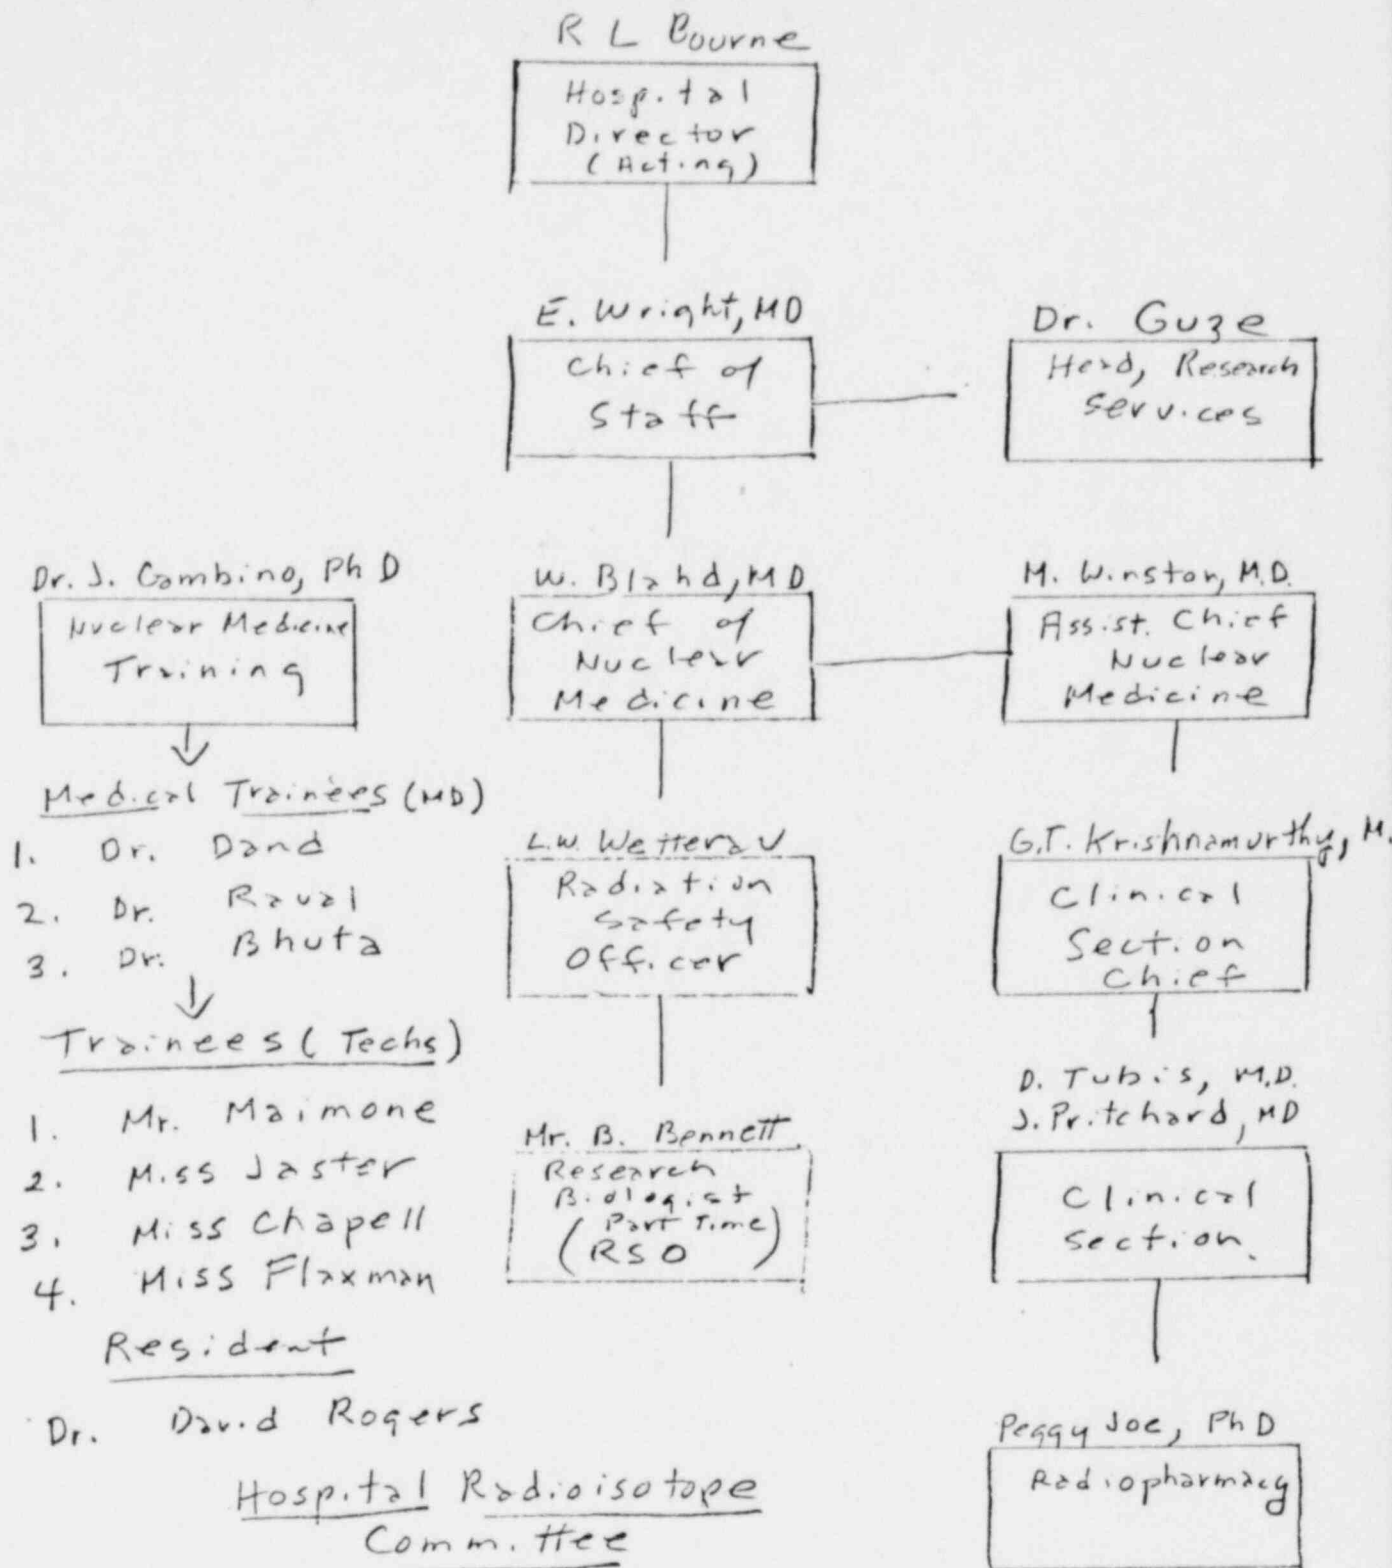 R L Bourne
Hospital
Director
(Acting)
E. Wright, MD
Chief of
Staff
Dr. Guze
Head, Research
Services
Dr. J. Gambino, PhD
Nuclear Medicine
Training
W. Blahd, MD
Chief of
Nuclear
Medicine
M. Winston, M.D.
Assist. Chief
Nuclear
Medicine
Medical Trainees (MD)
1. Dr. Dand
2. Dr. Raval
3. Dr. Bhuta
L.W. Wetterau
Radiation
Safety
Officer
G.T. Krishnamurthy, M.
Clinical
Section
Chief
Trainees (Techs)
1. Mr. Maimone
2. Miss Jaster
3. Miss Chapell
4. Miss Flaxman
Mr. B. Bennett
Research
Biologist
(Part Time)
(RSO)
D. Tubis, M.D.
J. Pritchard, MD
Clinical
Section.
Resident
Dr. David Rogers
Peggy Joe, PhD
Radiopharmacy
Hospital Radioisotope
Committee